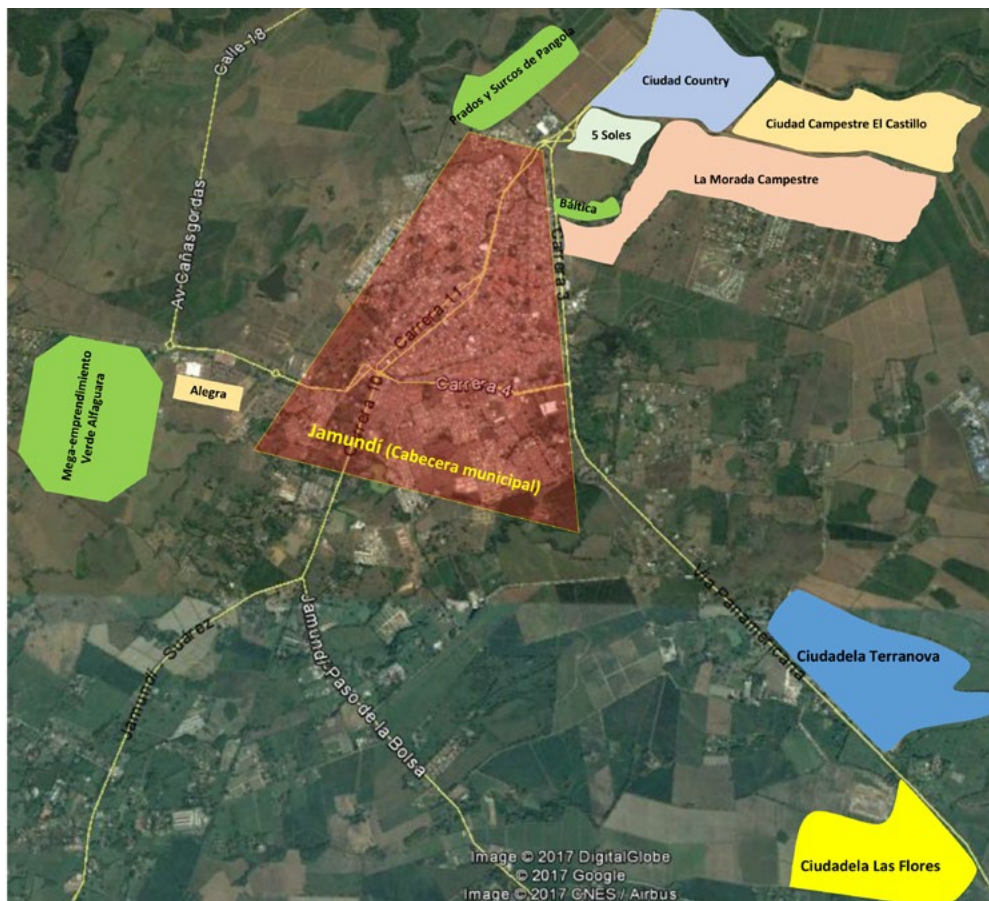 Calle 18
Prados y Surcos de Pangola
Ciudad Country
5 Soles
Ciudad Campestre El Castillo
La Morada Campestre
Báltica
Av Cañasgordas
Carrera 3
Carrera 11
Mega-emprendimiento
Verde Alfaguara
Alegra
Carrera 10
Carrera 4
Jamundí (Cabecera municipal)
Vía Panamericana
Jamundí - Suárez
Jamundí-Paso de la Bolsa
Ciudadela Terranova
Ciudadela Las Flores
Image © 2017 DigitalGlobe
© 2017 Google
Image © 2017 CNES / Airbus